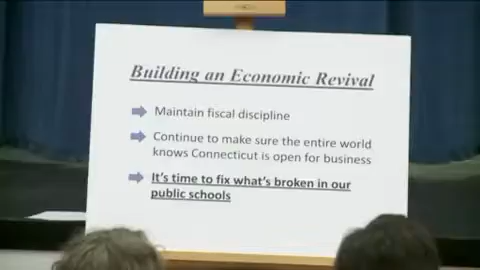 Building an Economic Revival
Maintain fiscal discipline
Continue to make sure the entire world
knows Connecticut is open for business
It's time to fix what's broken in our
public schools